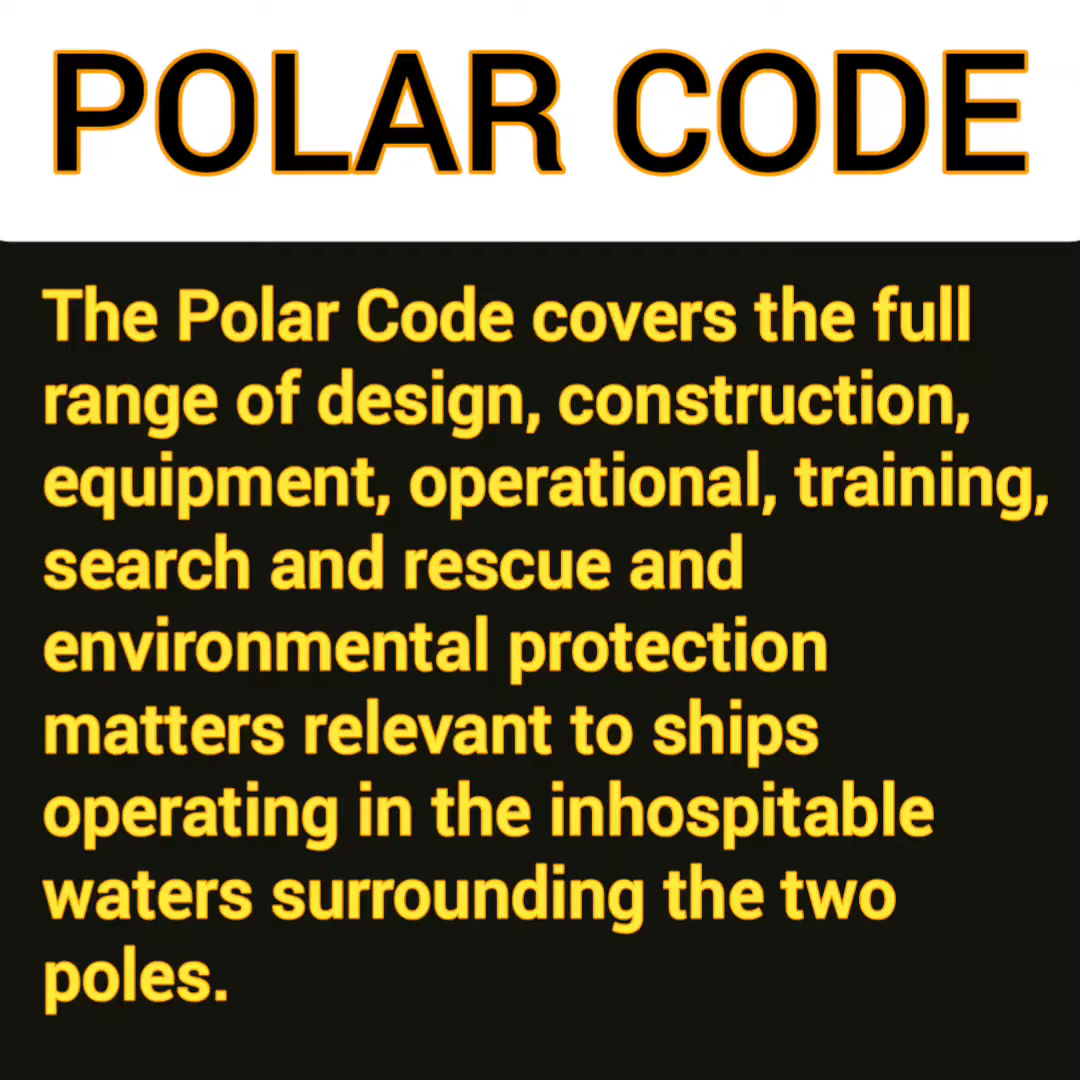 POLAR CODE
The Polar Code covers the full
range of design, construction,
equipment, operational, training,
search and rescue and
environmental protection
matters relevant to ships
operating in the inhospitable
waters surrounding the two
poles.